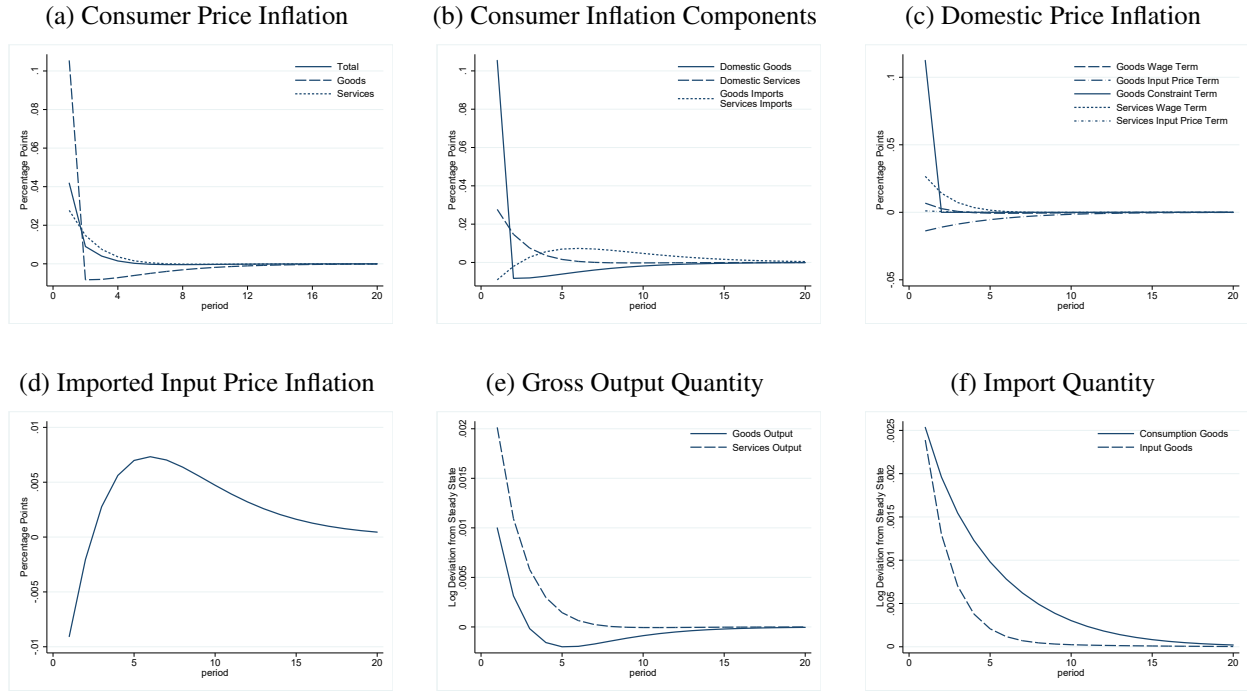 (a) Consumer Price Inflation
Percentage Points
.1
.08
.06
.04
.02
0
0 4 8 12 16 20
period
Total
Goods
Services
(b) Consumer Inflation Components
Percentage Points
.1
.08
.06
.04
.02
0
0 5 10 15 20
period
Domestic Goods
Domestic Services
Goods Imports
Services Imports
(c) Domestic Price Inflation
Percentage Points
.1
.05
0
-.05
0 5 10 15 20
period
Goods Wage Term
Goods Input Price Term
Goods Constraint Term
Services Wage Term
Services Input Price Term
(d) Imported Input Price Inflation
Percentage Points
.01
.005
0
-.005
-.01
0 5 10 15 20
period
(e) Gross Output Quantity
Log Deviation from Steady State
.002
.0015
.001
.0005
0
0 5 10 15 20
period
Goods Output
Services Output
(f) Import Quantity
Log Deviation from Steady State
.0025
.002
.0015
.001
.0005
0
0 5 10 15 20
period
Consumption Goods
Input Goods